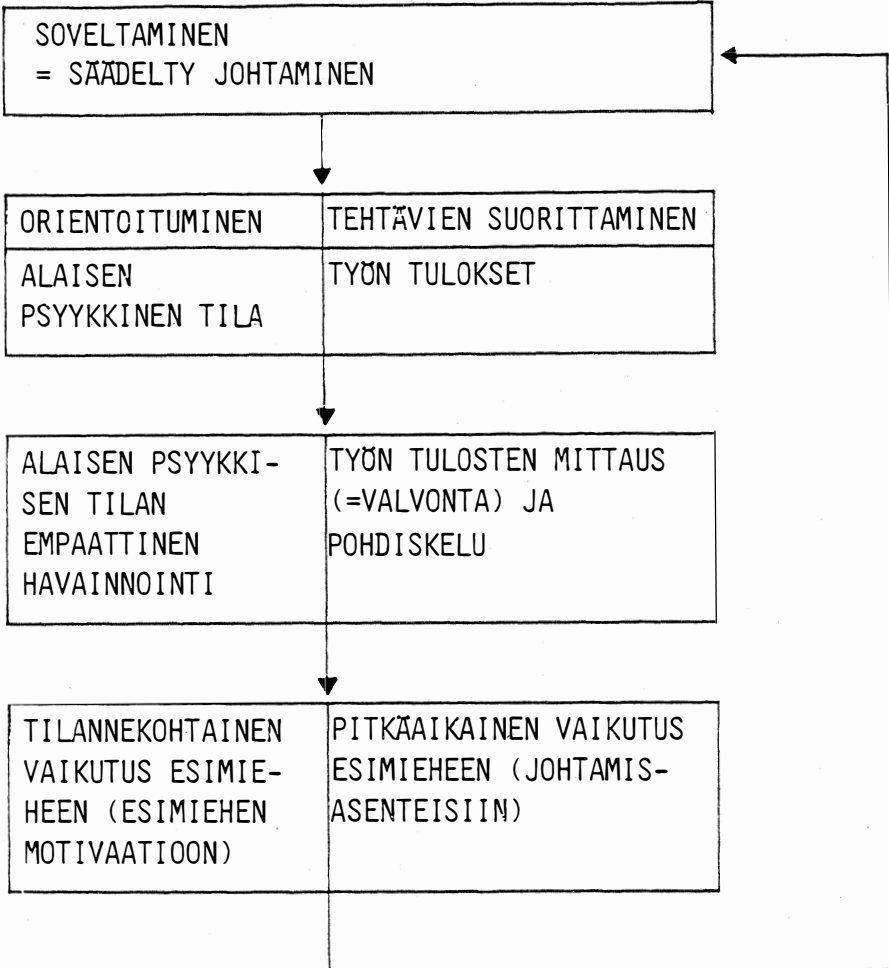 SOVELTAMINEN
= SÄÄDELTY JOHTAMINEN
ORIENTOITUMINEN
TEHTÄVIEN SUORITTAMINEN
ALAISEN
PSYYKKINEN TILA
TYÖN TULOKSET
ALAISEN PSYYKKI-
SEN TILAN
EMPAATTINEN
HAVAINNOINTI
TYÖN TULOSTEN MITTAUS
(=VALVONTA) JA
POHDISKELU
TILANNEKOHTAINEN
VAIKUTUS ESIMIE-
HEEN (ESIMIEHEN
MOTIVAATIOON)
PITKÄAIKAINEN VAIKUTUS
ESIMIEHEEN (JOHTAMIS-
ASENTEISIIN)